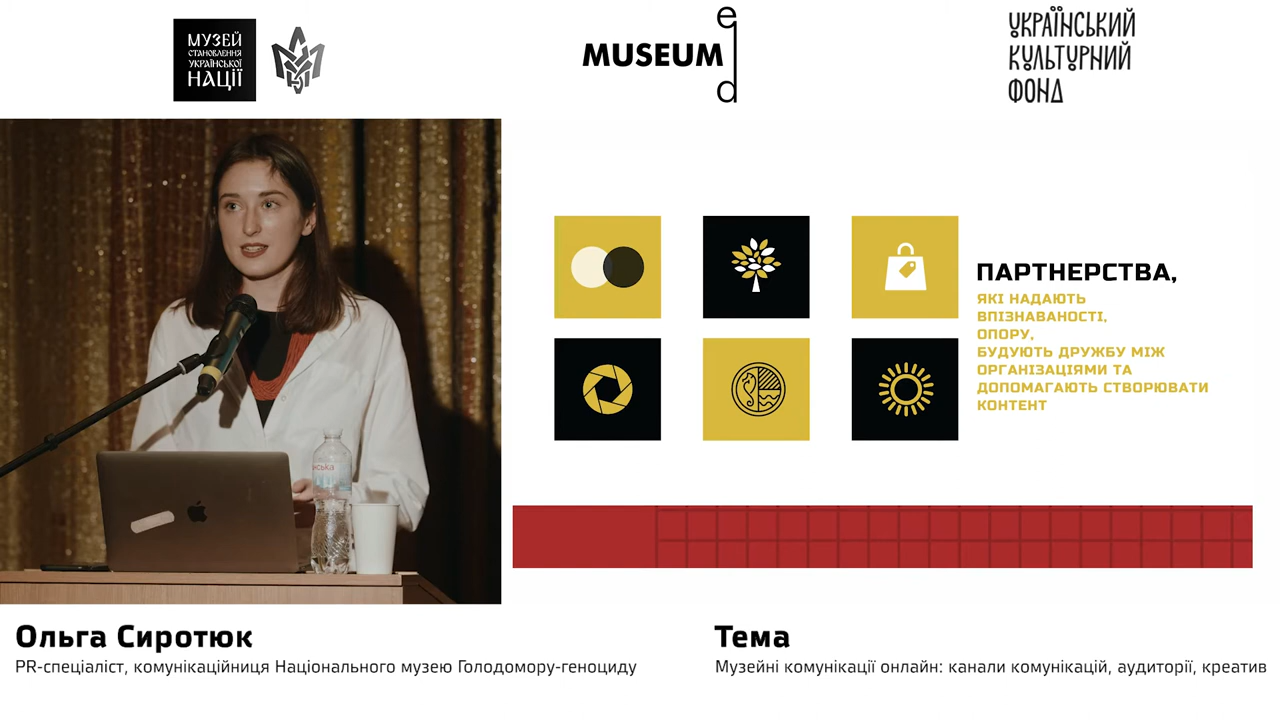 МУЗЕЙ
СТАНОВЛЕННЯ
УКРАЇНСЬКОЇ
НАЦІЇ
MUSEUM
ed
УКРАЇНСЬКИЙ
КУЛЬТУРНИЙ
ФОНД
ПАРТНЕРСТВА,
ЯКІ НАДАЮТЬ
ВПІЗНАВАНОСТІ,
ОПОРУ,
БУДУЮТЬ ДРУЖБУ МІЖ
ОРГАНІЗАЦІЯМИ ТА
ДОПОМАГАЮТЬ СТВОРЮВАТИ
КОНТЕНТ
Ольга Сиротюк
PR-спеціаліст, комунікаційниця Національного музею Голодомору-геноциду
Тема
Музейні комунікації онлайн: канали комунікацій, аудиторії, креатив